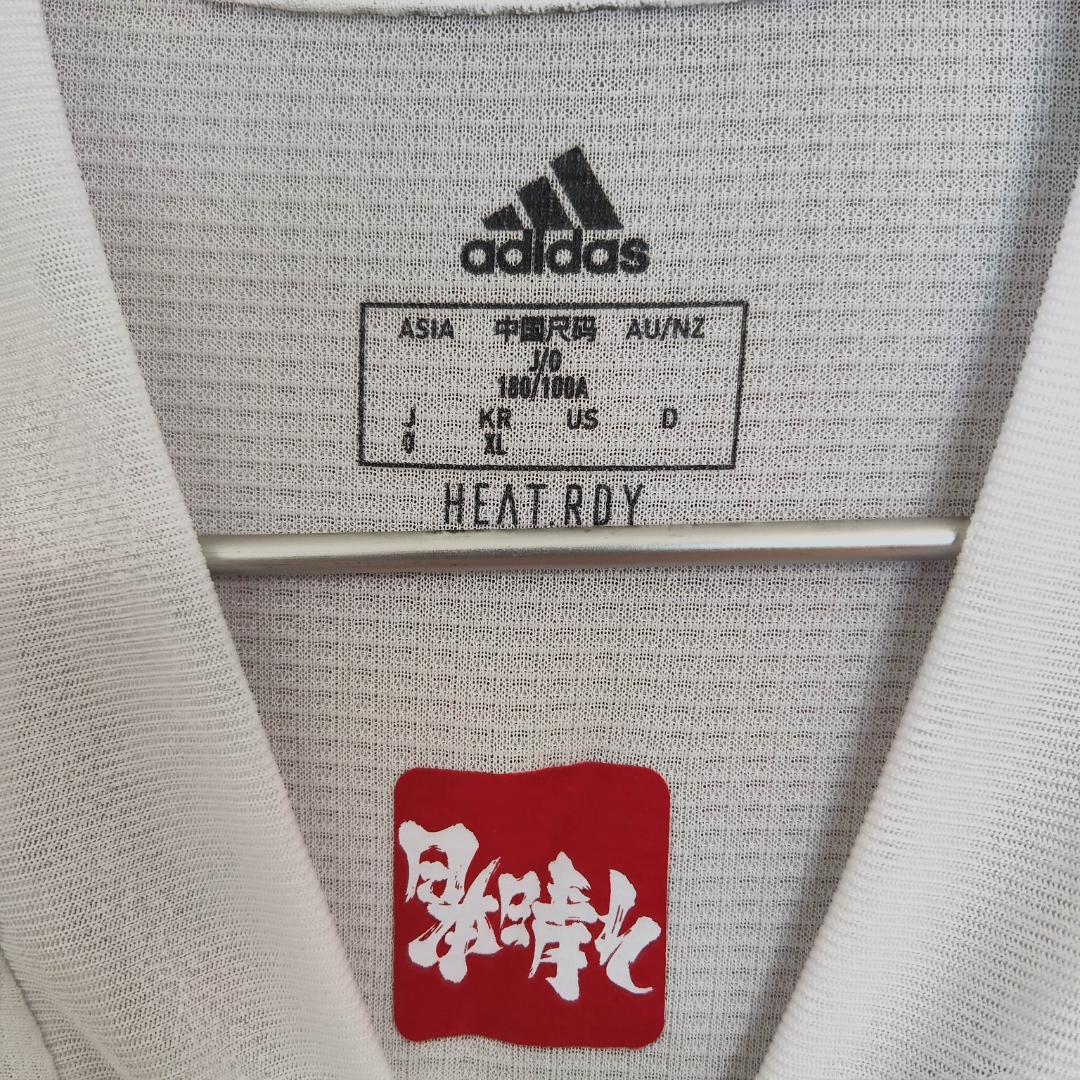 adidas
ASIA 中国尺码 AU/NZ
J/O
180/100A
J KR US D
O XL
HEAT.RDY
日本晴れ